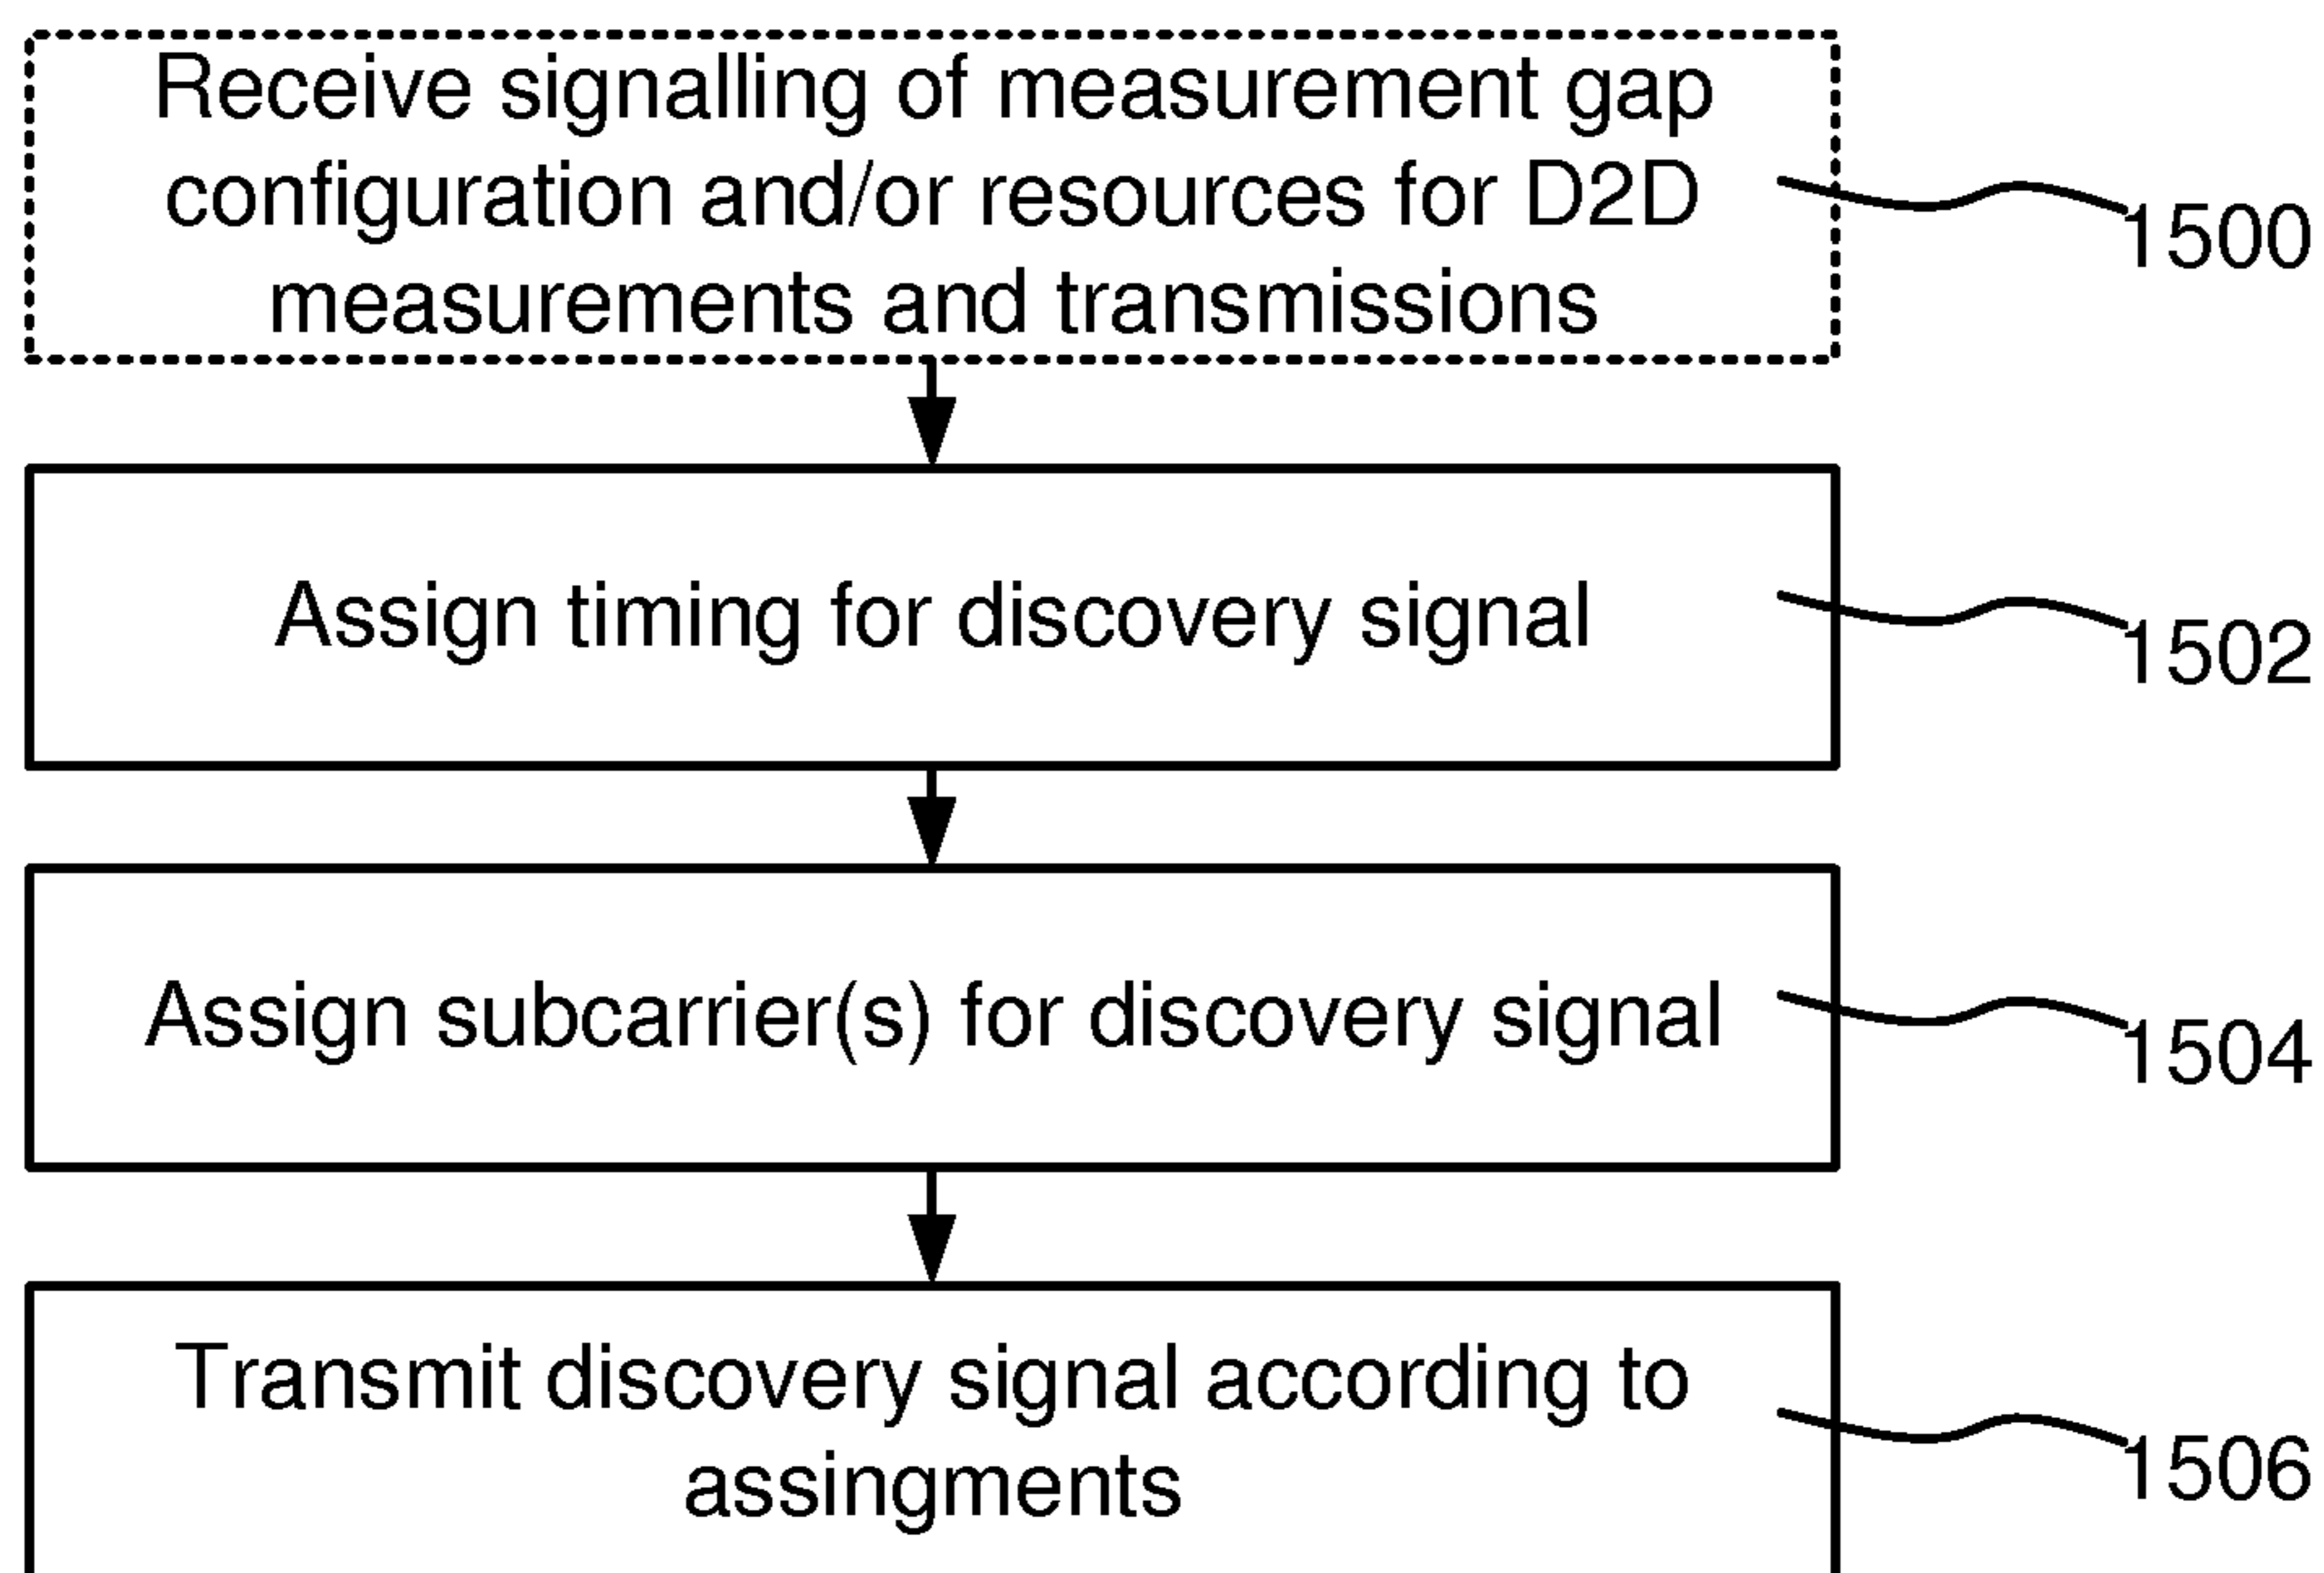 Receive signalling of measurement gap
configuration and/or resources for D2D
measurements and transmissions
1500
Assign timing for discovery signal
1502
Assign subcarrier(s) for discovery signal
1504
Transmit discovery signal according to
assingments
1506